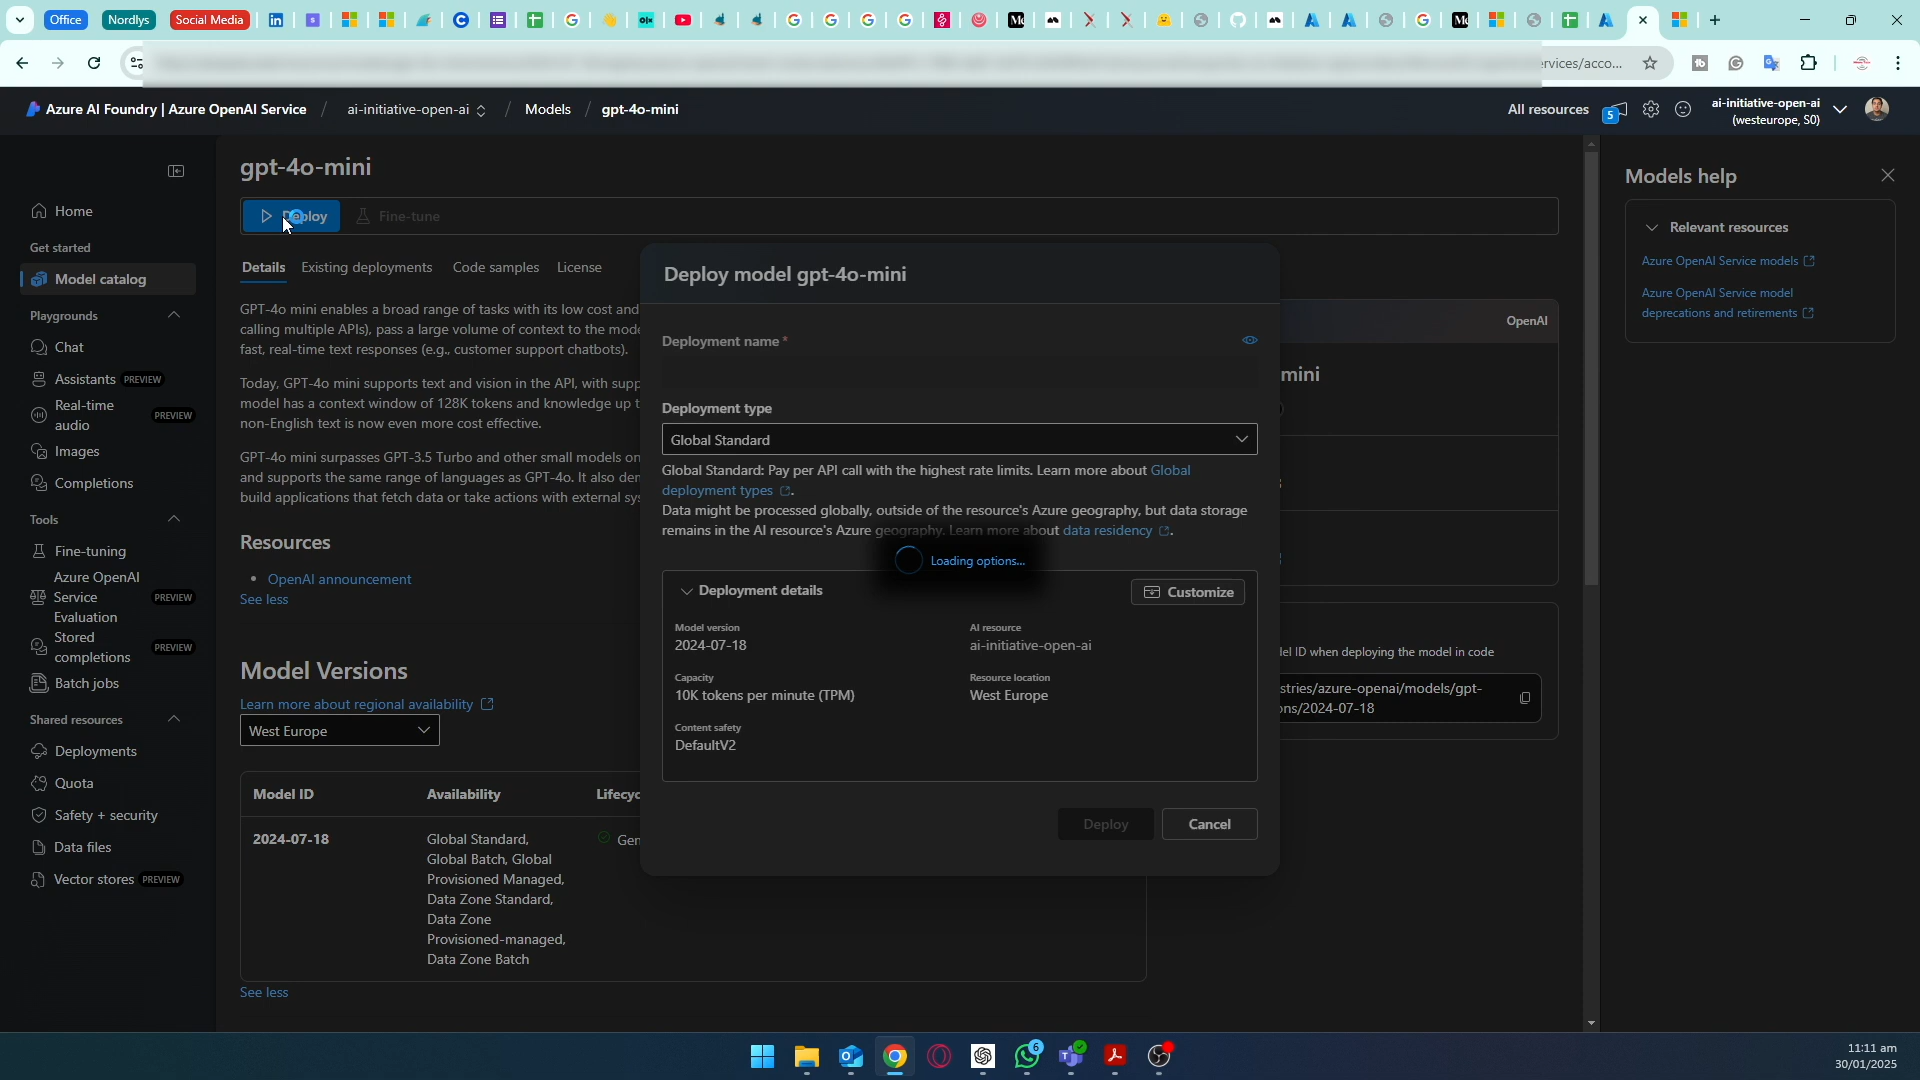 Office
Nordlys
Social Media
rvices/acco...
Azure AI Foundry | Azure OpenAI Service / ai-initiative-open-ai / Models / gpt-4o-mini
All resources
5
ai-initiative-open-ai
(westeurope, S0)
Home
Get started
Model catalog
Playgrounds
Chat
Assistants PREVIEW
Real-time
audio
PREVIEW
Images
Completions
Tools
Fine-tuning
Azure OpenAI
Service
Evaluation
PREVIEW
Stored
completions
PREVIEW
Batch jobs
Shared resources
Deployments
Quota
Safety + security
Data files
Vector stores PREVIEW
gpt-4o-mini
Deploy
Fine-tune
Details
Existing deployments
Code samples
License
GPT-4o mini enables a broad range of tasks with its low cost and
calling multiple APIs), pass a large volume of context to the mode
fast, real-time text responses (e.g., customer support chatbots).
Today, GPT-4o mini supports text and vision in the API, with supp
model has a context window of 128K tokens and knowledge up t
non-English text is now even more cost effective.
GPT-4o mini surpasses GPT-3.5 Turbo and other small models on
and supports the same range of languages as GPT-4o. It also der
build applications that fetch data or take actions with external sys
Resources
• OpenAI announcement
See less
Model Versions
Learn more about regional availability
West Europe
Model ID
Availability
Lifecyc
2024-07-18
Global Standard,
Global Batch, Global
Provisioned Managed,
Data Zone Standard,
Data Zone
Provisioned-managed,
Data Zone Batch
Gen
See less
Deploy model gpt-4o-mini
Deployment name *
Deployment type
Global Standard
Global Standard: Pay per API call with the highest rate limits. Learn more about Global
deployment types.
Data might be processed globally, outside of the resource's Azure geography, but data storage
remains in the AI resource's Azure geography. Learn more about data residency.
Loading options...
Deployment details
Customize
Model version
2024-07-18
AI resource
ai-initiative-open-ai
Capacity
10K tokens per minute (TPM)
Resource location
West Europe
Content safety
DefaultV2
Deploy
Cancel
OpenAI
mini
el ID when deploying the model in code
stries/azure-openai/models/gpt-
ons/2024-07-18
Models help
Relevant resources
Azure OpenAI Service models
Azure OpenAI Service model
deprecations and retirements
6
11:11 am
30/01/2025